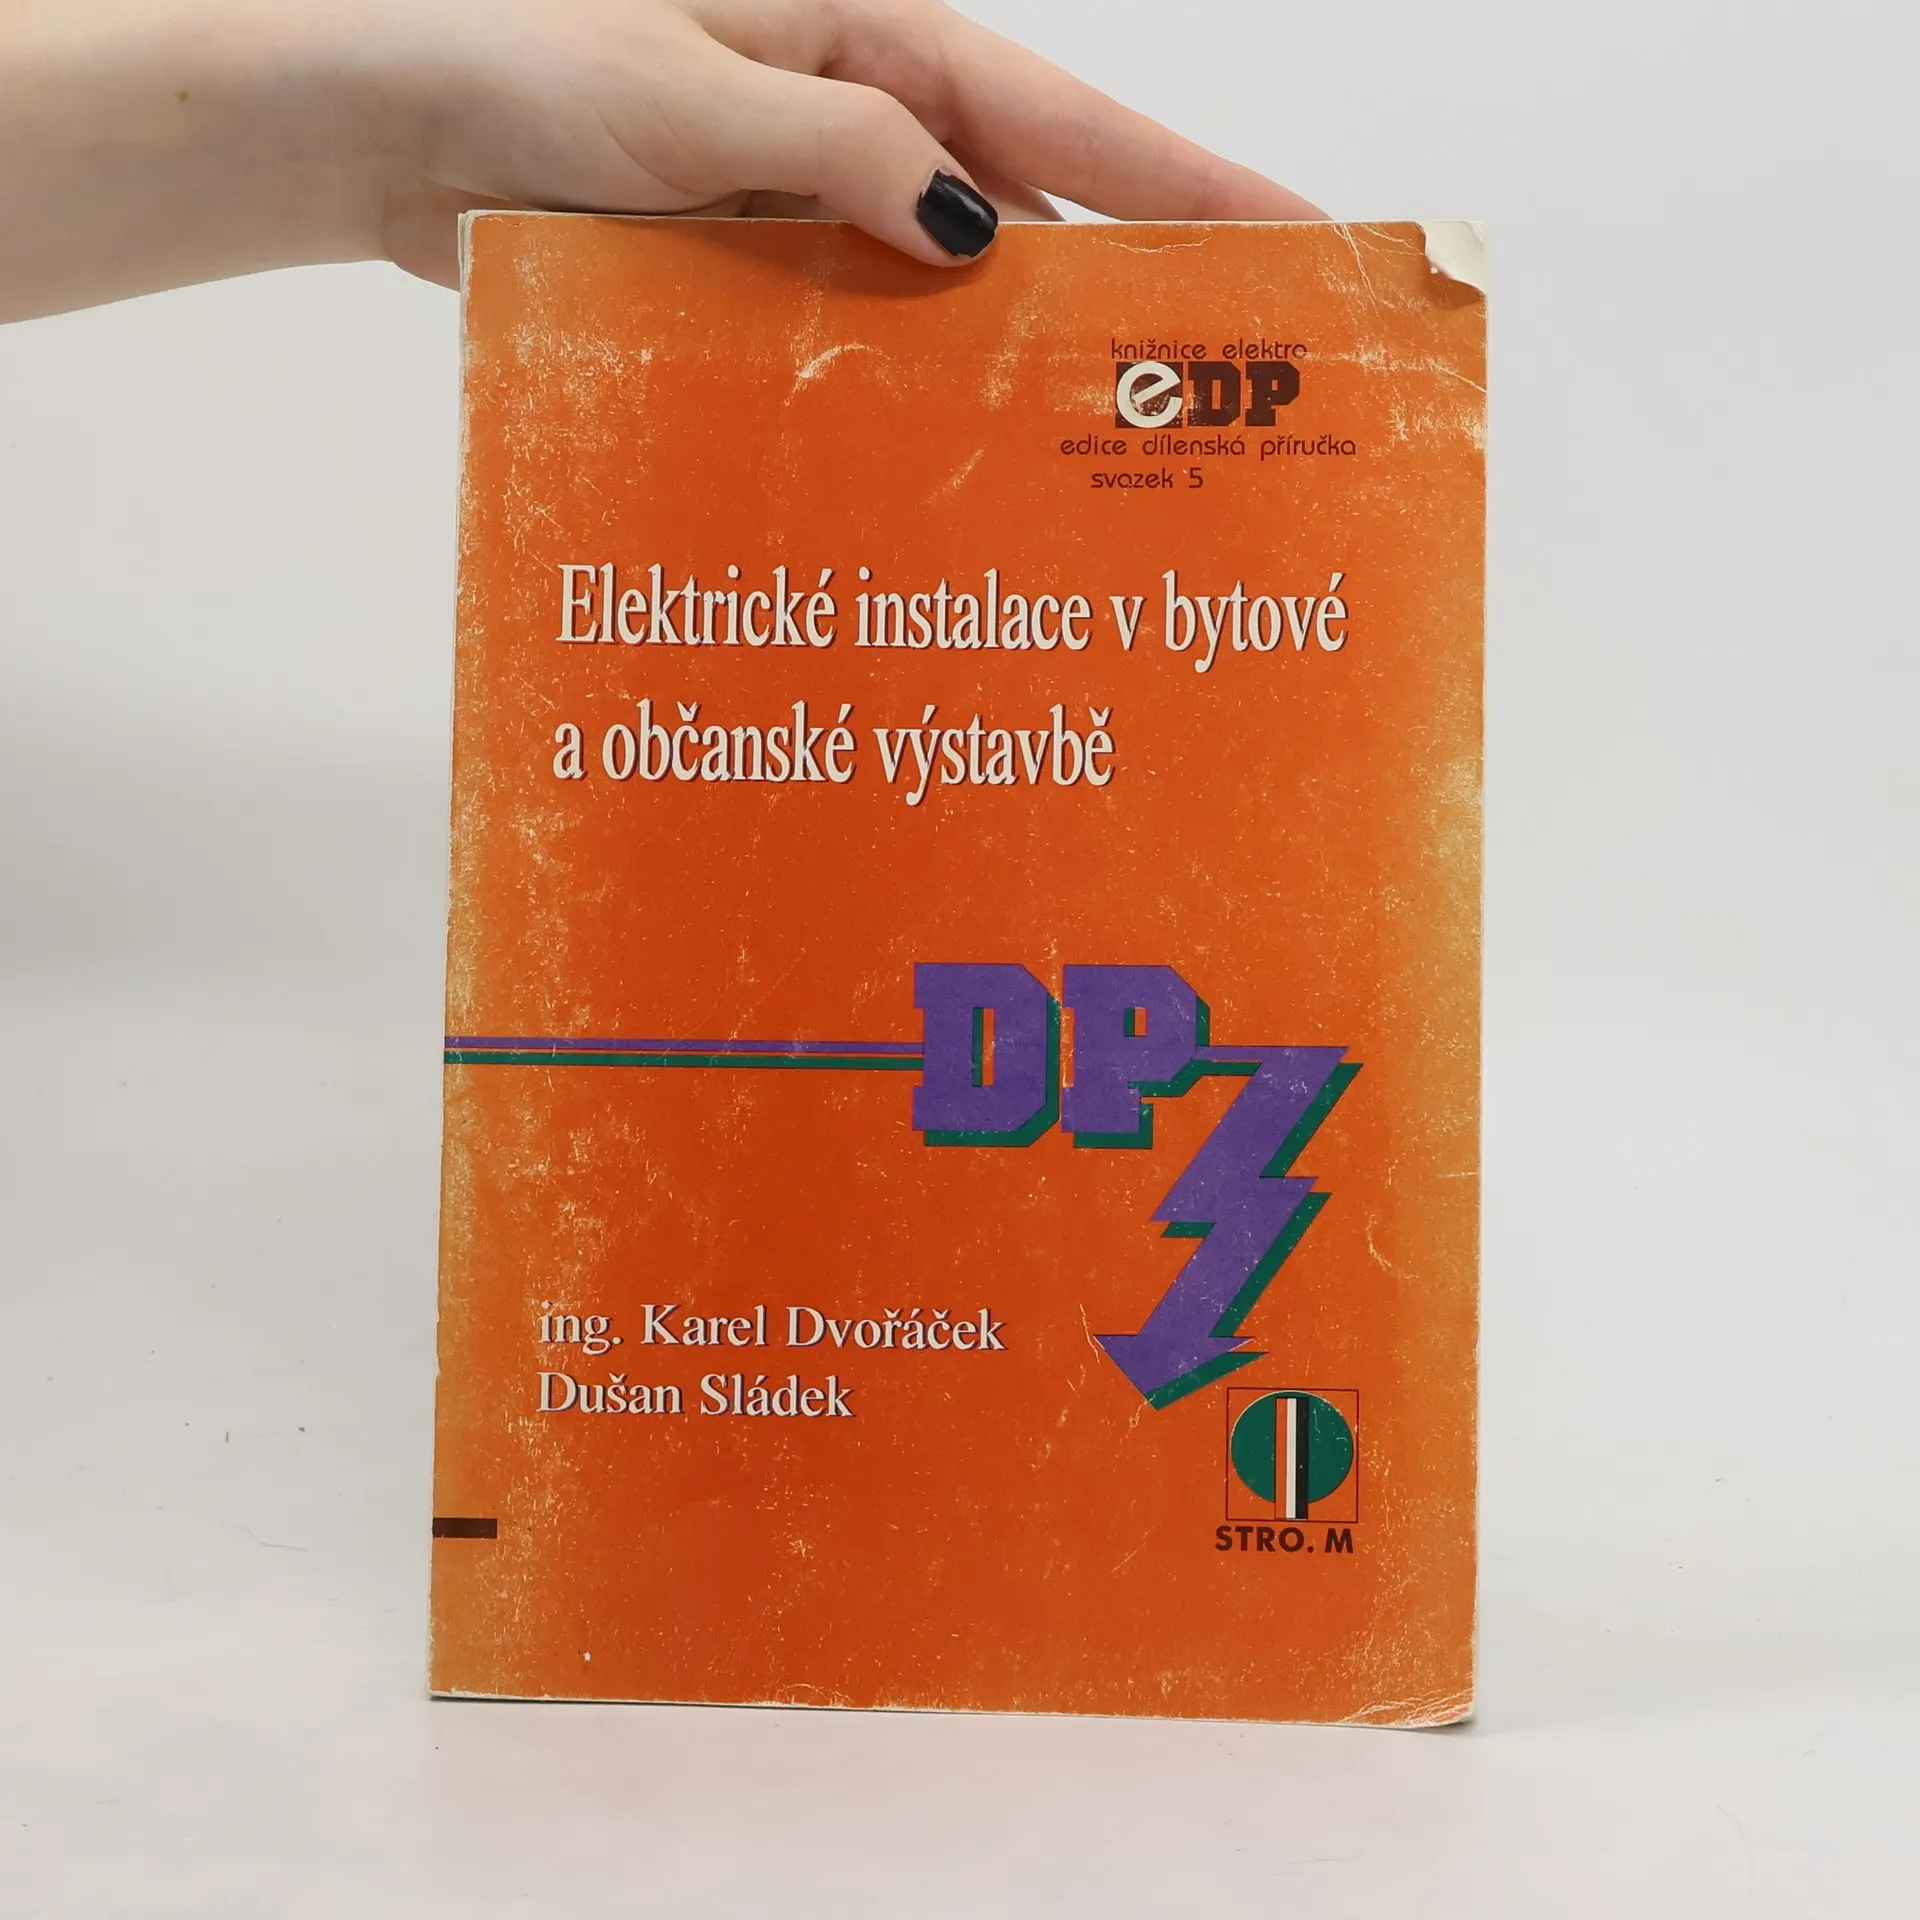 knižnice elektro
eDP
edice dílenská příručka
svazek 5
Elektrické instalace v bytové
a občanské výstavbě
DP
ing. Karel Dvořáček
Dušan Sládek
STRO. M